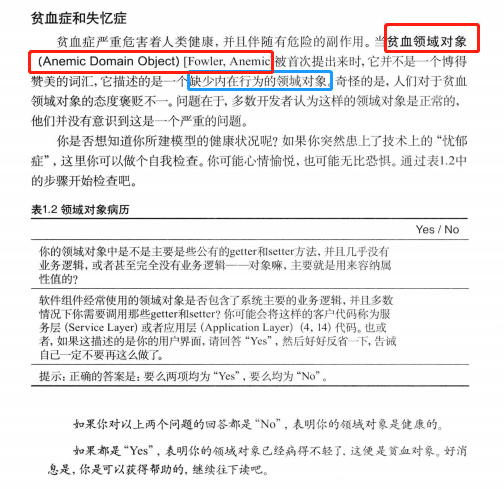 贫血症和失忆症
贫血症严重危害着人类健康，并且伴随有危险的副作用。当贫血领域对象
(Anemic Domain Object) [Fowler, Anemic] 被首次提出来时，它并不是一个博得
赞美的词汇，它描述的是一个缺少内在行为的领域对象。奇怪的是，人们对于贫血
领域对象的态度褒贬不一。问题在于，多数开发者认为这样的领域对象是正常的，
他们并没有意识到这是一个严重的问题。
你是否想知道你所建模型的健康状况呢？如果你突然患上了技术上的“忧郁
症”，这里你可以做个自我检查。你可能心情愉悦，也可能无比恐惧。通过表1.2中
的步骤开始检查吧。
表1.2 领域对象病历
Yes / No
你的领域对象中是不是主要是些公有的getter和setter方法，并且几乎没有
业务逻辑，或者甚至完全没有业务逻辑——对象嘛，主要就是用来容纳属
性值的？
软件组件经常使用的领域对象是否包含了系统主要的业务逻辑，并且多数
情况下你需要调用那些getter和setter？你可能会将这样的客户代码称为服
务层 (Service Layer) 或者应用层 (Application Layer) (4, 14) 代码。也或
者，如果这描述的是你的用户界面，请回答“Yes”，然后好好反省一下，告诫
自己一定不要再这么做了。
提示：正确的答案是：要么两项均为“Yes”，要么均为“No”。
如果你对以上两个问题的回答都是“No”，表明你的领域对象是健康的。
如果都是“Yes”，表明你的领域对象已经病得不轻了，这便是贫血对象。好消
息是，你是可以获得帮助的，继续往下读吧。